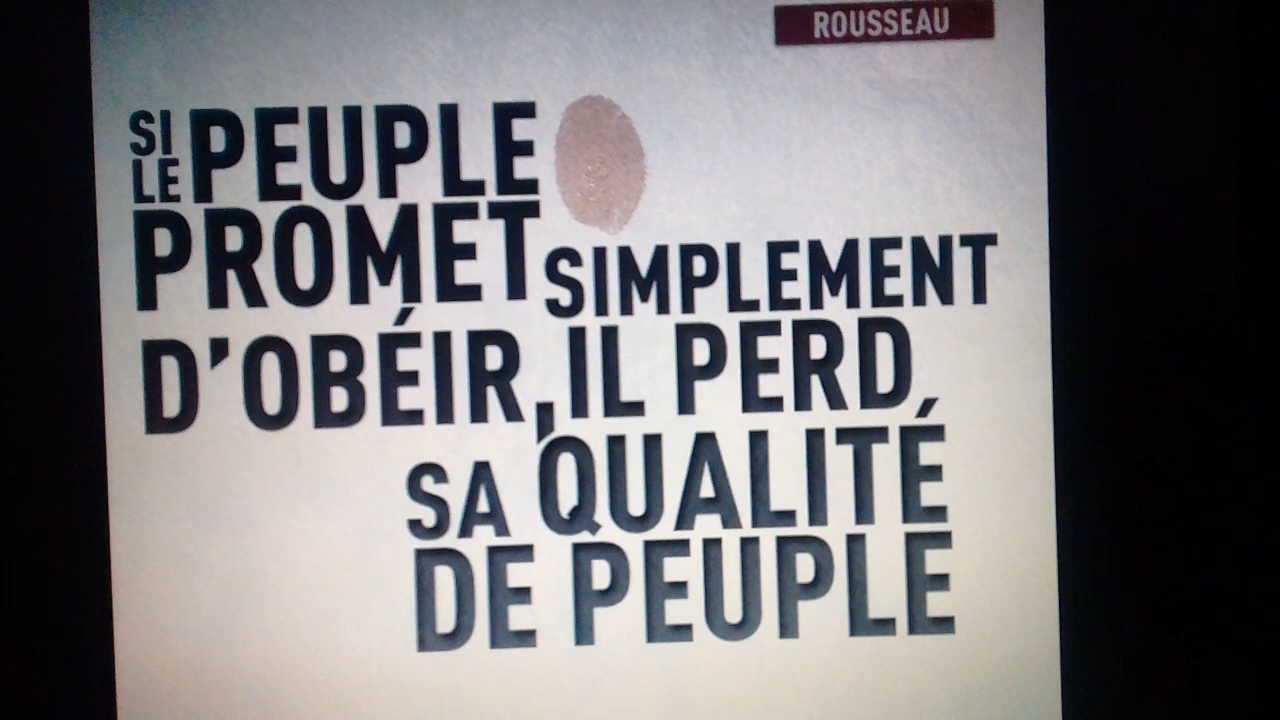 ROUSSEAU
SI
LE PEUPLE
PROMET SIMPLEMENT
D'OBÉIR, IL PERD
SA QUALITÉ
DE PEUPLE